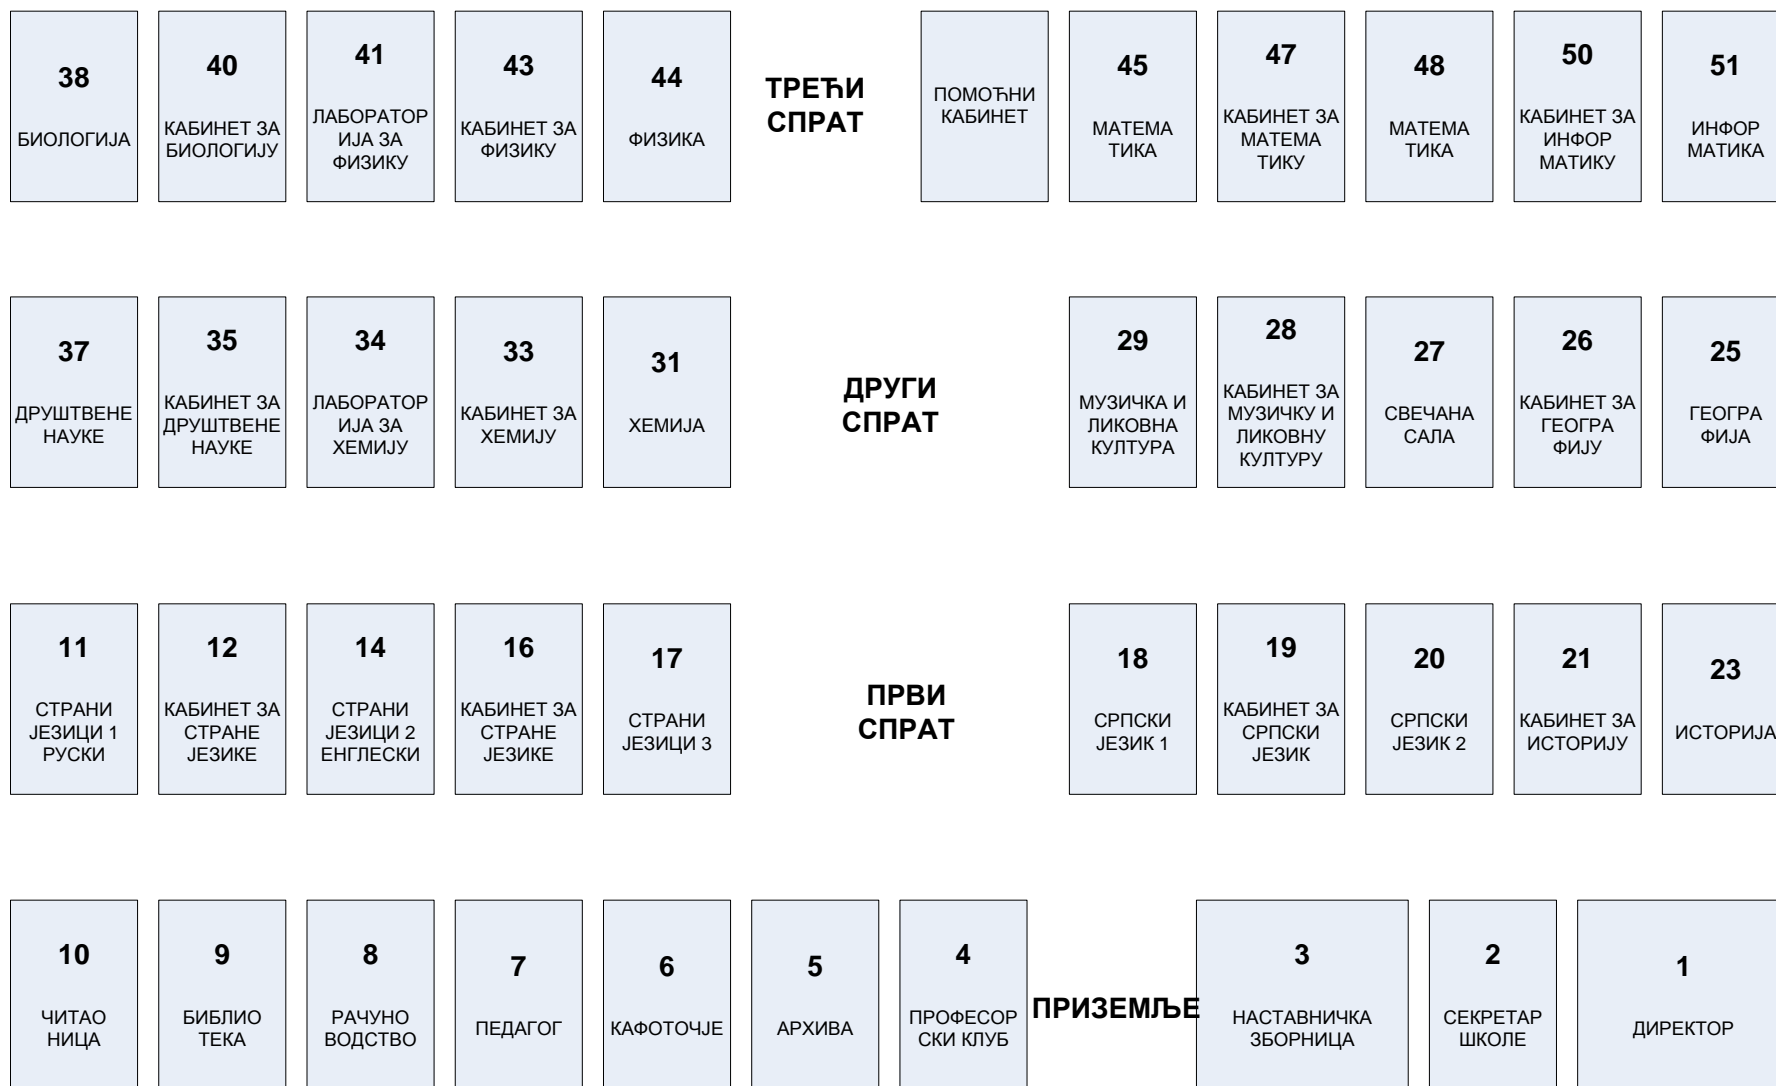 38
БИОЛОГИЈА
40
КАБИНЕТ ЗА
БИОЛОГИЈУ
41
ЛАБОРАТОР
ИЈА ЗА
ФИЗИКУ
43
КАБИНЕТ ЗА
ФИЗИКУ
44
ФИЗИКА
ТРЕЋИ
СПРАТ
ПОМОЋНИ
КАБИНЕТ
45
МАТЕМА
ТИКА
47
КАБИНЕТ ЗА
МАТЕМА
ТИКУ
48
МАТЕМА
ТИКА
50
КАБИНЕТ ЗА
ИНФОР
МАТИКУ
51
ИНФОР
МАТИКА
37
ДРУШТВЕНЕ
НАУКЕ
35
КАБИНЕТ ЗА
ДРУШТВЕНЕ
НАУКЕ
34
ЛАБОРАТОР
ИЈА ЗА
ХЕМИЈУ
33
КАБИНЕТ ЗА
ХЕМИЈУ
31
ХЕМИЈА
ДРУГИ
СПРАТ
29
МУЗИЧКА И
ЛИКОВНА
КУЛТУРА
28
КАБИНЕТ ЗА
МУЗИЧКУ И
ЛИКОВНУ
КУЛТУРУ
27
СВЕЧАНА
САЛА
26
КАБИНЕТ ЗА
ГЕОГРА
ФИЈУ
25
ГЕОГРА
ФИЈА
11
СТРАНИ
ЈЕЗИЦИ 1
РУСКИ
12
КАБИНЕТ ЗА
СТРАНЕ
ЈЕЗИКЕ
14
СТРАНИ
ЈЕЗИЦИ 2
ЕНГЛЕСКИ
16
КАБИНЕТ ЗА
СТРАНЕ
ЈЕЗИКЕ
17
СТРАНИ
ЈЕЗИЦИ 3
ПРВИ
СПРАТ
18
СРПСКИ
ЈЕЗИК 1
19
КАБИНЕТ ЗА
СРПСКИ
ЈЕЗИК
20
СРПСКИ
ЈЕЗИК 2
21
КАБИНЕТ ЗА
ИСТОРИЈУ
23
ИСТОРИЈА
10
ЧИТАО
НИЦА
9
БИБЛИО
ТЕКА
8
РАЧУНО
ВОДСТВО
7
ПЕДАГОГ
6
КАФОТОЧЈЕ
5
АРХИВА
4
ПРОФЕСОР
СКИ КЛУБ
ПРИЗЕМЉЕ
3
НАСТАВНИЧКА
ЗБОРНИЦА
2
СЕКРЕТАР
ШКОЛЕ
1
ДИРЕКТОР